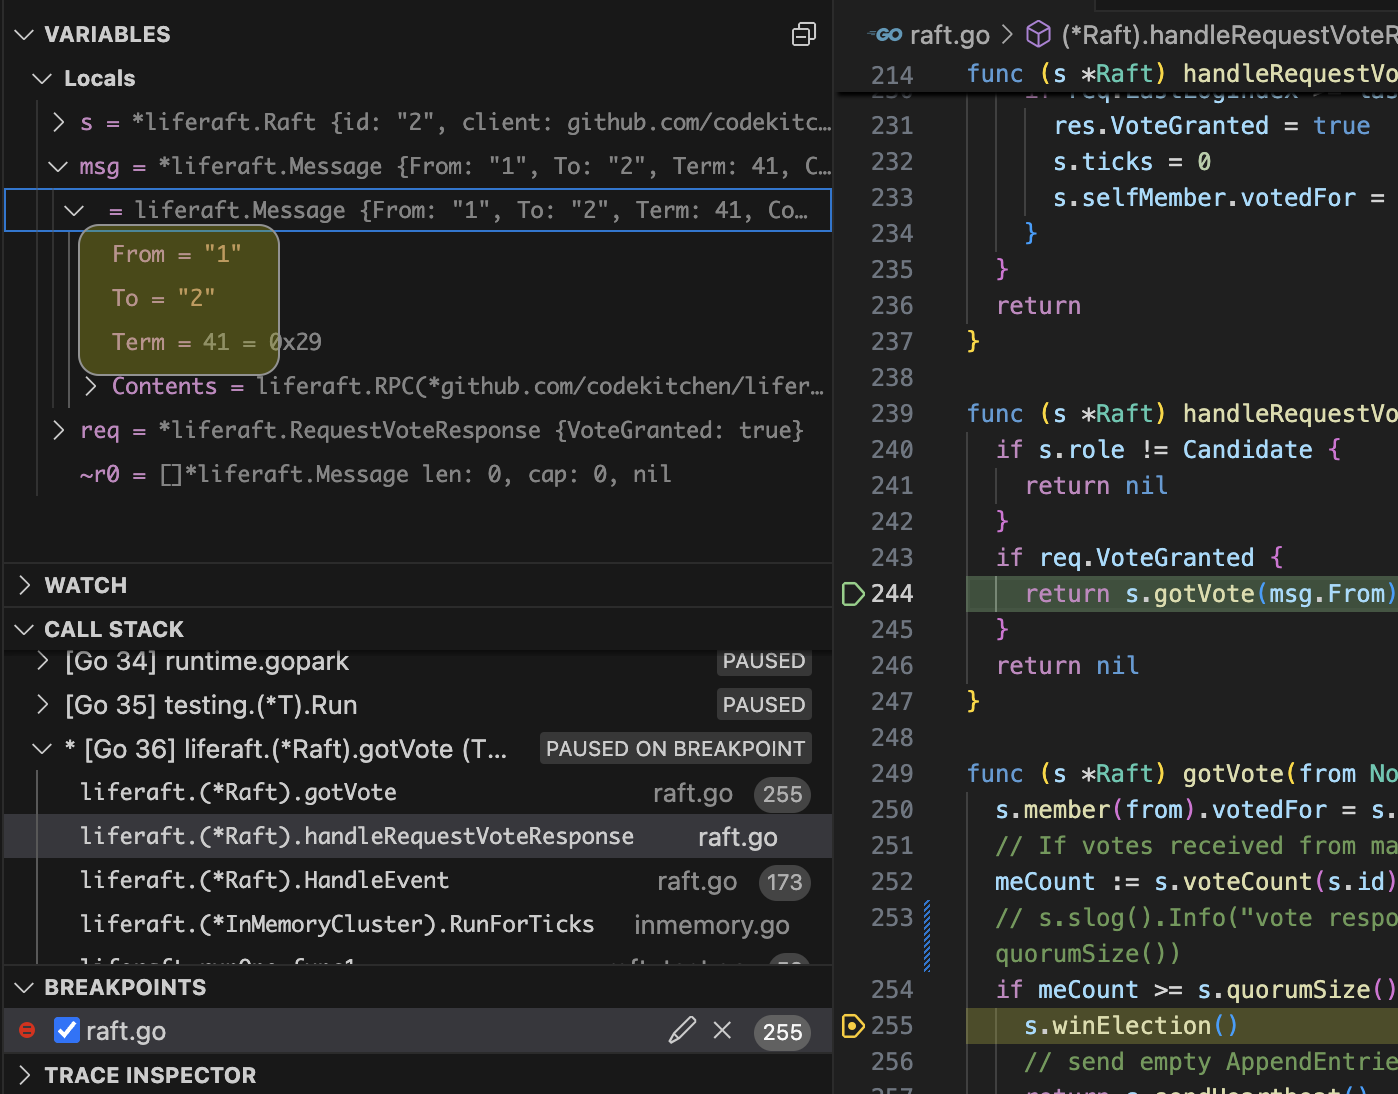 VARIABLES
Locals
s = *liferaft.Raft {id: "2", client: github.com/codekitc…
msg = *liferaft.Message {From: "1", To: "2", Term: 41, C…
= liferaft.Message {From: "1", To: "2", Term: 41, Co…
From = "1"
To = "2"
Term = 41 = 0x29
Contents = liferaft.RPC(*github.com/codekitchen/lifer…
req = *liferaft.RequestVoteResponse {VoteGranted: true}
~r0 = []*liferaft.Message len: 0, cap: 0, nil
WATCH
CALL STACK
[Go 34] runtime.gopark PAUSED
[Go 35] testing.(*T).Run PAUSED
* [Go 36] liferaft.(*Raft).gotVote (T… PAUSED ON BREAKPOINT
liferaft.(*Raft).gotVote raft.go 255
liferaft.(*Raft).handleRequestVoteResponse raft.go
liferaft.(*Raft).HandleEvent raft.go 173
liferaft.(*InMemoryCluster).RunForTicks inmemory.go
BREAKPOINTS
raft.go 255
TRACE INSPECTOR
GO raft.go > (*Raft).handleRequestVoteR
214 func (s *Raft) handleRequestVo
231 res.VoteGranted = true
232 s.ticks = 0
233 s.selfMember.votedFor =
234 }
235 }
236 return
237 }
238
239 func (s *Raft) handleRequestVo
240 if s.role != Candidate {
241 return nil
242 }
243 if req.VoteGranted {
244 return s.gotVote(msg.From)
245 }
246 return nil
247 }
248
249 func (s *Raft) gotVote(from No
250 s.member(from).votedFor = s.
251 // If votes received from ma
252 meCount := s.voteCount(s.id)
253 // s.slog().Info("vote respo
quorumSize())
254 if meCount >= s.quorumSize()
255 s.winElection()
256 // send empty AppendEntrie